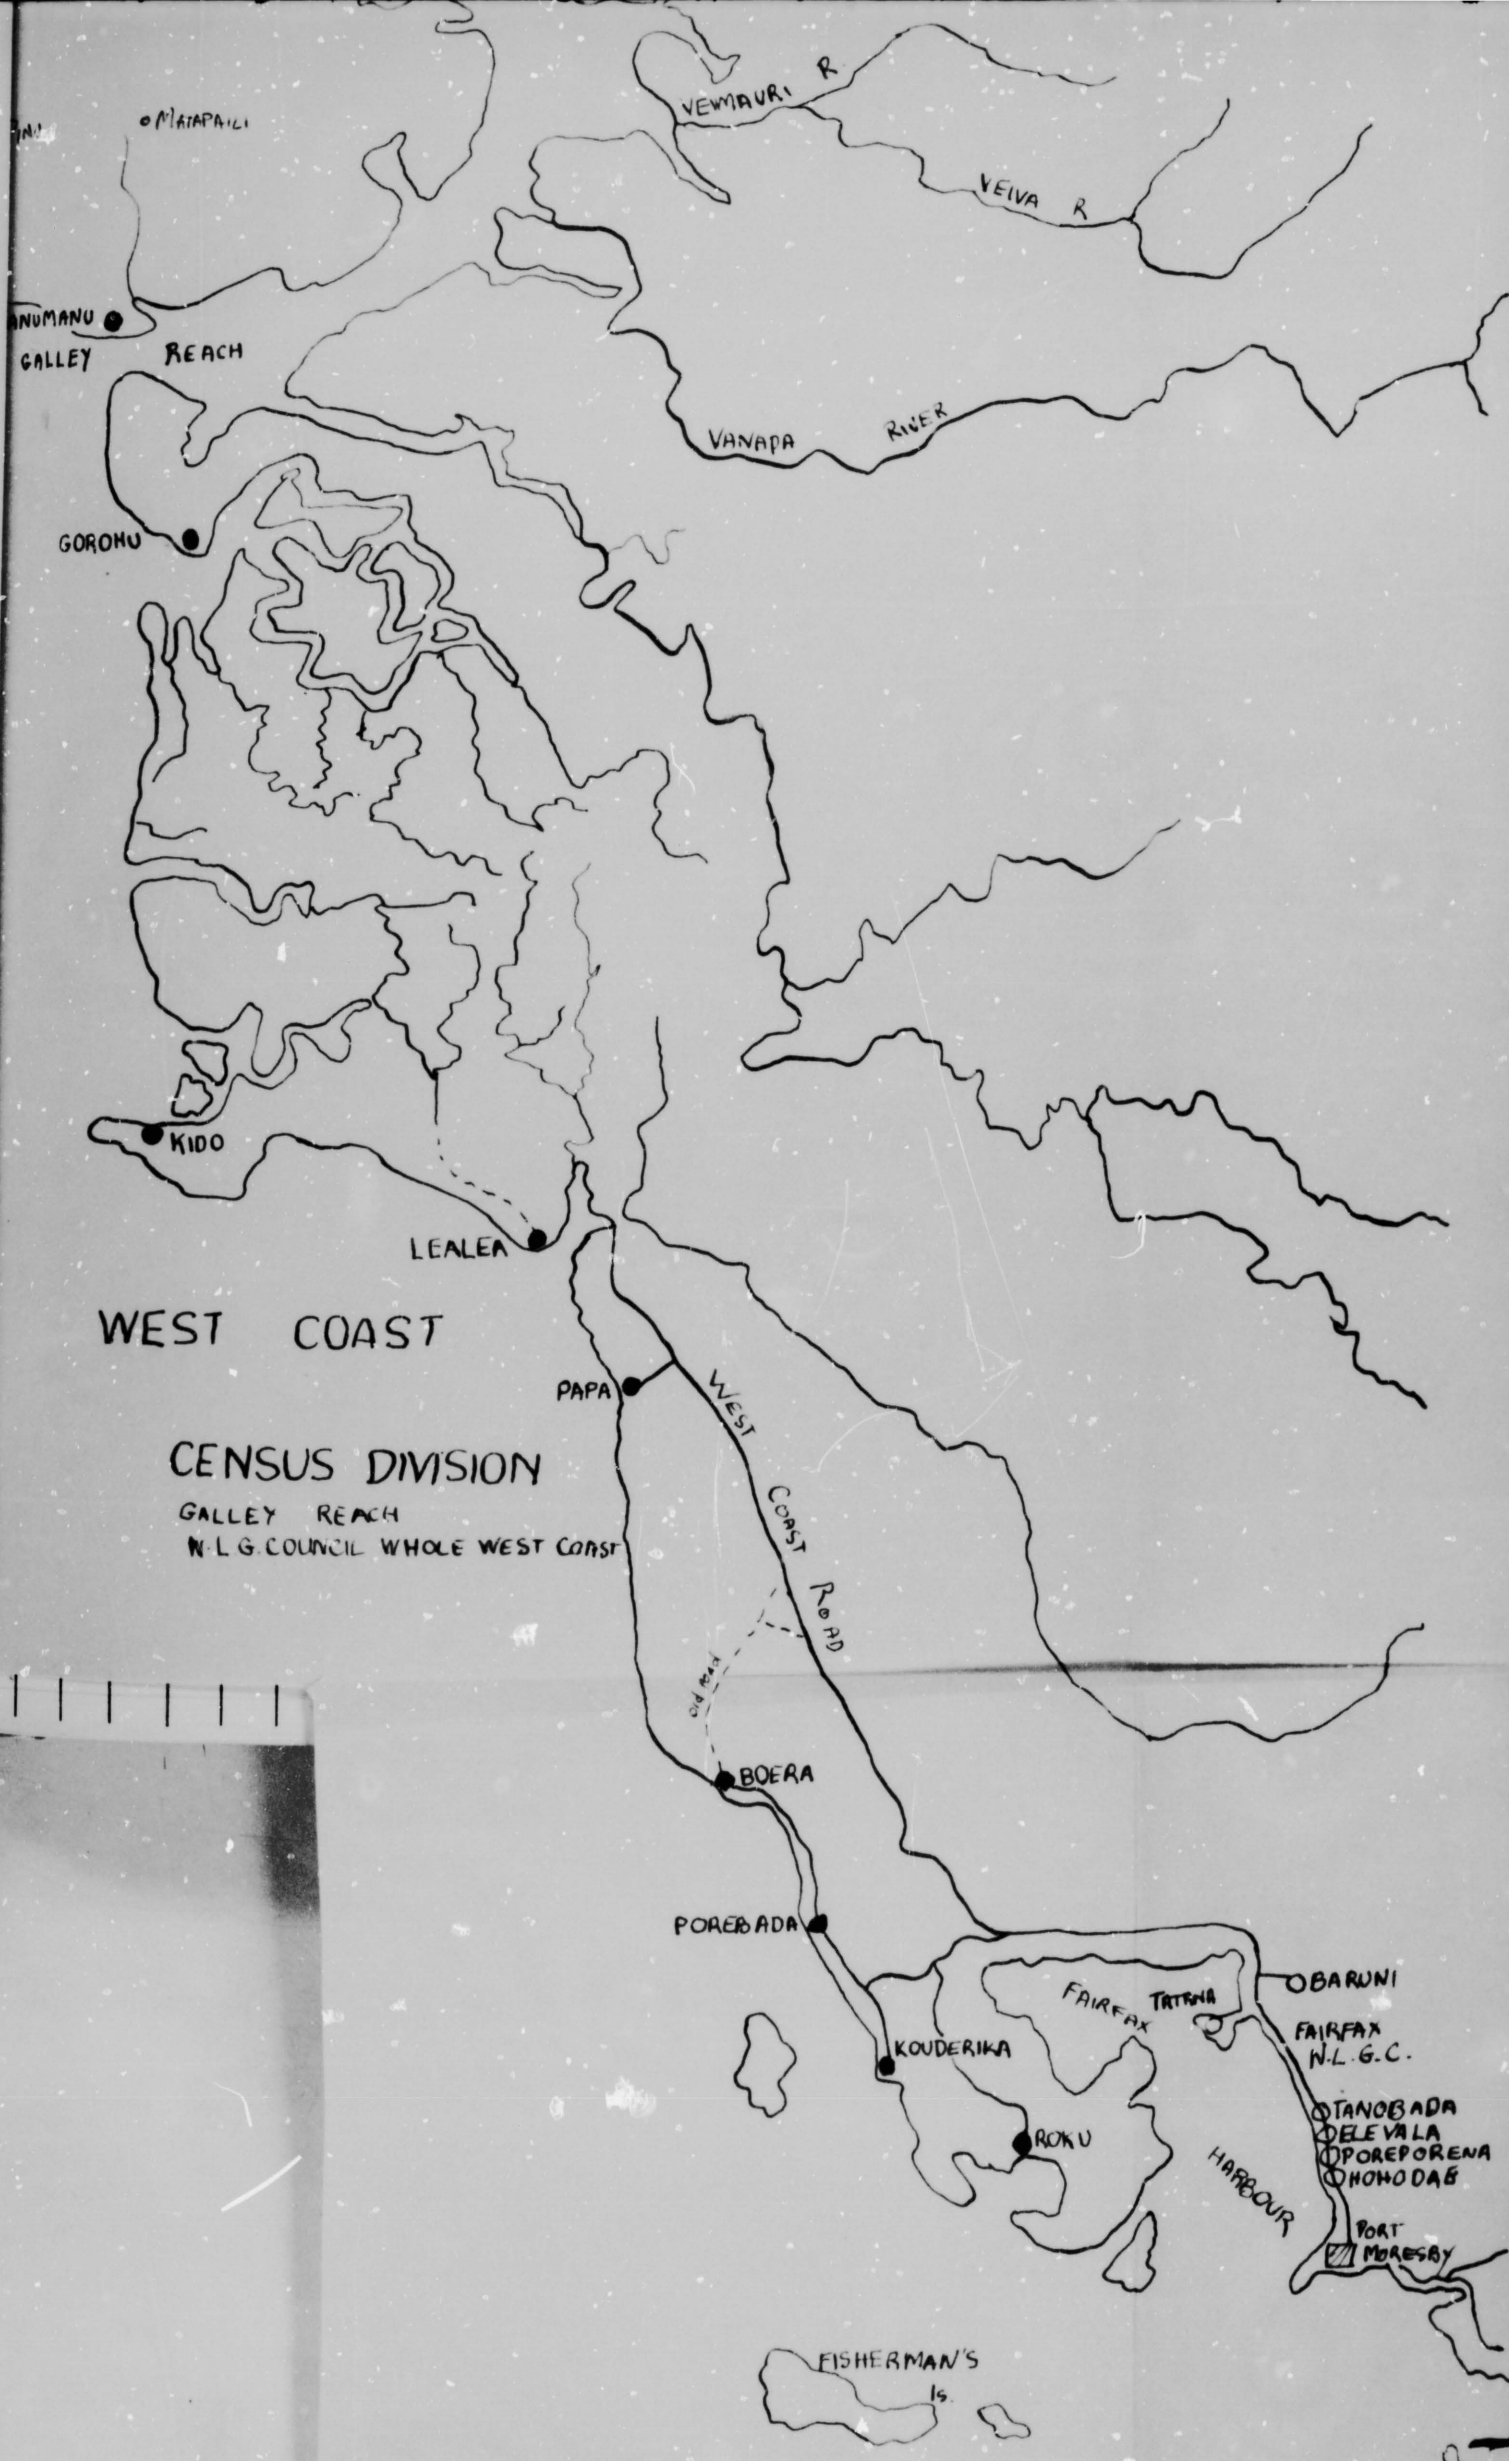 VEIMAURI R
MATAPAILI
VEIVA R
ANUMANU
GALLEY REACH
VANAPA RIVER
GOROHU
KIDO
LEALEA
WEST COAST
PAPA
WEST COAST ROAD
CENSUS DIVISION
GALLEY REACH
N.L.G. COUNCIL WHOLE WEST COAST
Old Road
BOERA
POREBADA
BARUNI
FAIRFAX
TATANA
FAIRFAX
N.L.G.C.
KOUDERIKA
TANOBADA
ELEVALA
ROKU
POREPORENA
HOHODAE
HARBOUR
PORT
MORESBY
FISHERMAN'S
Is.